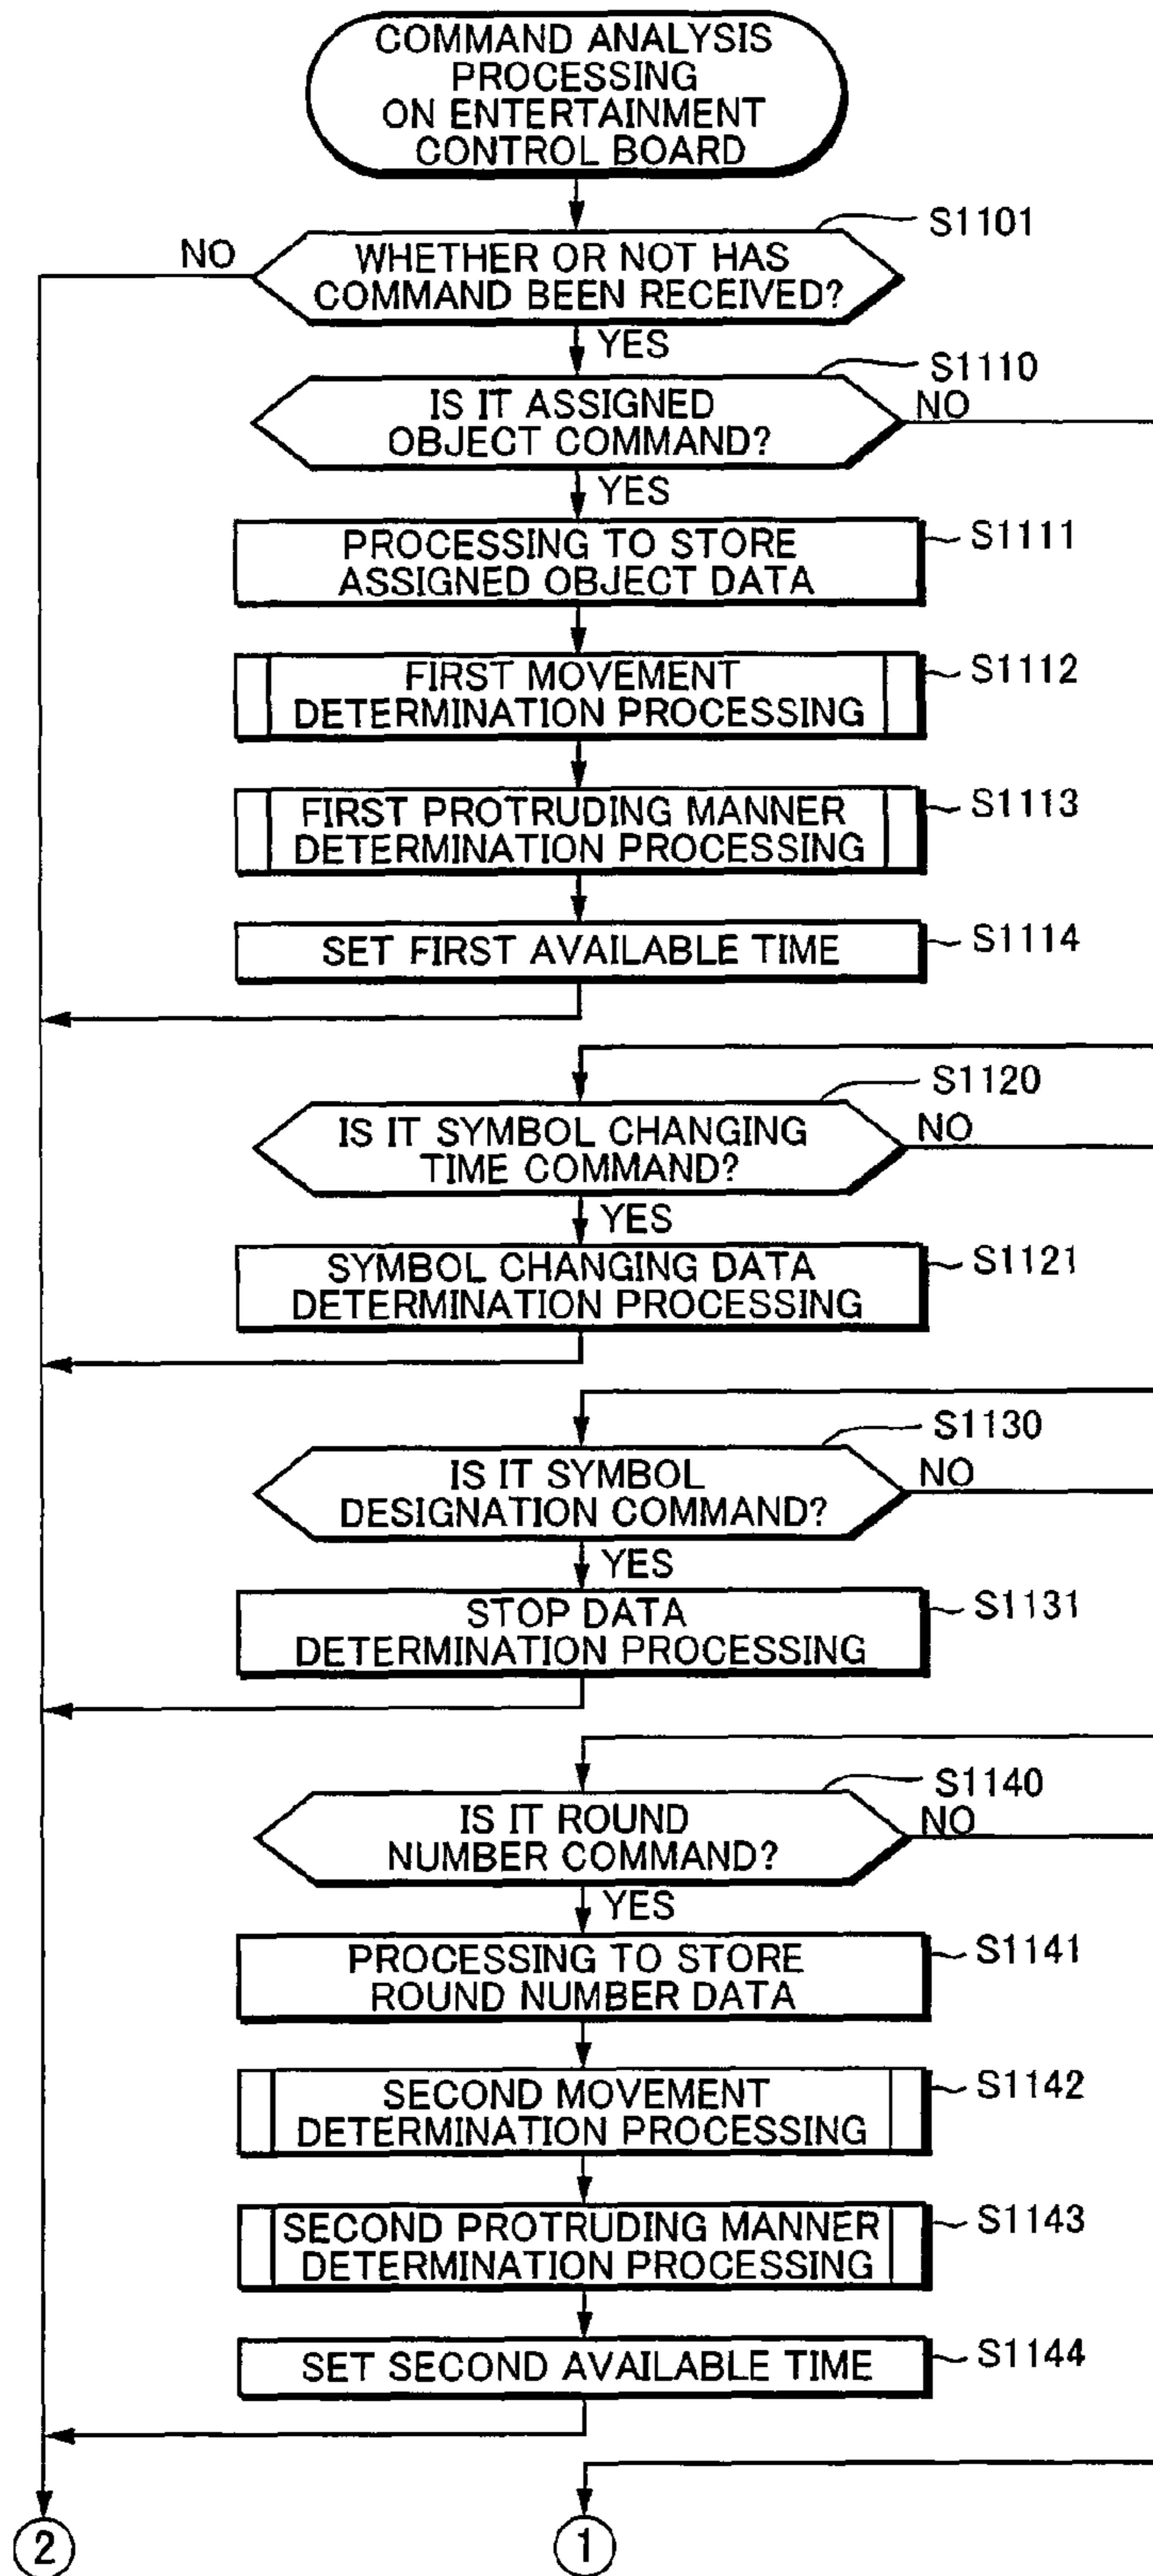 COMMAND ANALYSIS
PROCESSING
ON ENTERTAINMENT
CONTROL BOARD
S1101
NO
WHETHER OR NOT HAS
COMMAND BEEN RECEIVED?
YES
S1110
IS IT ASSIGNED
OBJECT COMMAND?
NO
YES
PROCESSING TO STORE
ASSIGNED OBJECT DATA
S1111
FIRST MOVEMENT
DETERMINATION PROCESSING
S1112
FIRST PROTRUDING MANNER
DETERMINATION PROCESSING
S1113
SET FIRST AVAILABLE TIME
S1114
S1120
IS IT SYMBOL CHANGING
TIME COMMAND?
NO
YES
SYMBOL CHANGING DATA
DETERMINATION PROCESSING
S1121
S1130
IS IT SYMBOL
DESIGNATION COMMAND?
NO
YES
STOP DATA
DETERMINATION PROCESSING
S1131
S1140
IS IT ROUND
NUMBER COMMAND?
NO
YES
PROCESSING TO STORE
ROUND NUMBER DATA
S1141
SECOND MOVEMENT
DETERMINATION PROCESSING
S1142
SECOND PROTRUDING MANNER
DETERMINATION PROCESSING
S1143
SET SECOND AVAILABLE TIME
S1144
2
1